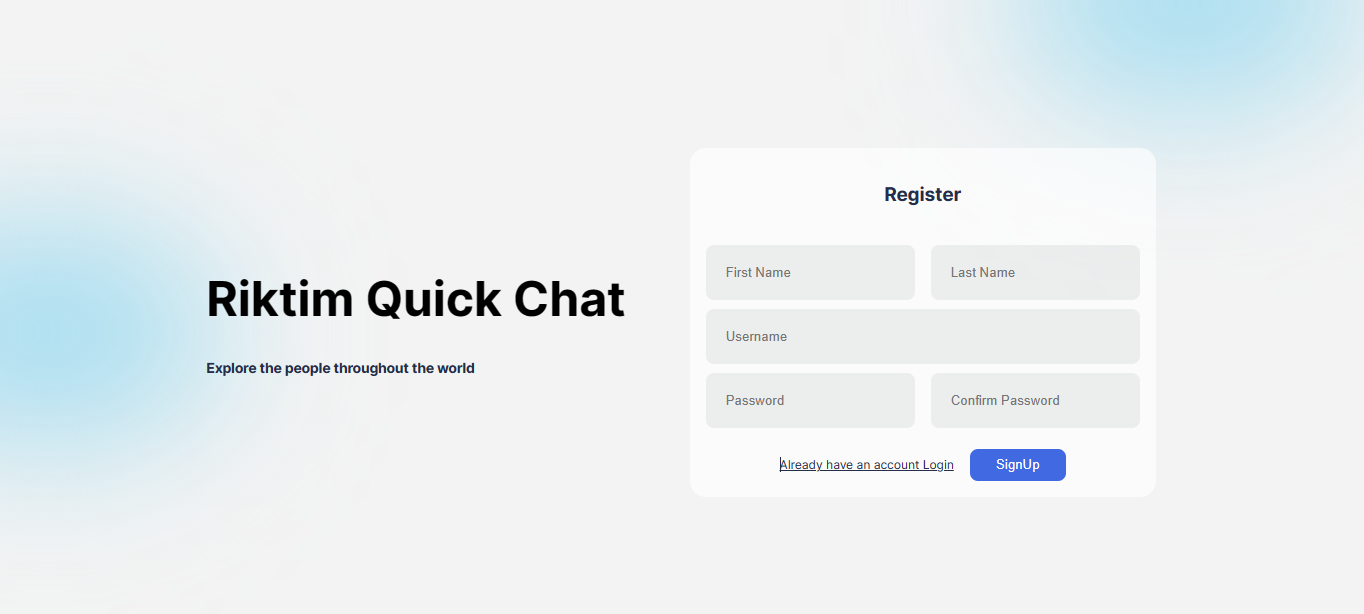 Riktim Quick Chat
Explore the people throughout the world
Register
First Name
Last Name
Username
Password
Confirm Password
Already have an account Login
SignUp